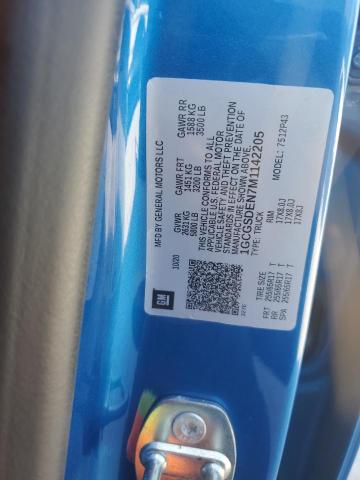 MFD BY GENERAL MOTORS LLC
10/20
GVWR
2631 KG
5800 LB
GAWR FRT
1451 KG
3200 LB
GAWR RR
1588 KG
3500 LB
THIS VEHICLE CONFORMS TO ALL
APPLICABLE U.S. FEDERAL MOTOR
VEHICLE SAFETY AND THEFT PREVENTION
STANDARDS IN EFFECT ON THE DATE OF
MANUFACTURE SHOWN ABOVE.
1GCGSDEN7M1142205
TYPE: TRUCK
MODEL: 7512P43
GM
TIRE SIZE RIM
FRT 255/65R17 T 17X8.0J
RR 255/65R17 T 17X8.0J
SPA 255/65R17 T 17X8J